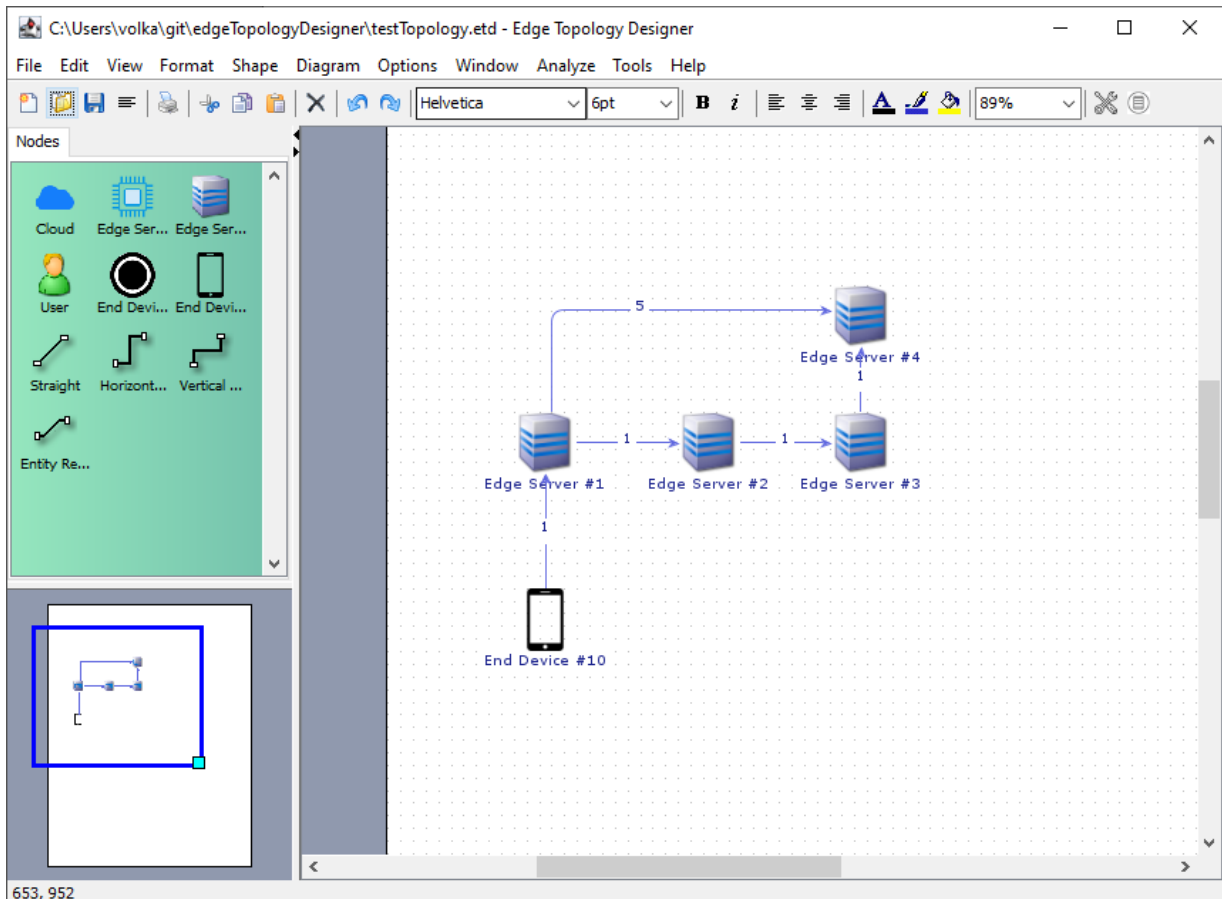 C:\Users\volka\git\edgeTopologyDesigner\testTopology.etd - Edge Topology Designer
File Edit View Format Shape Diagram Options Window Analyze Tools Help
Helvetica 6pt B i A 89%
Nodes
Cloud Edge Ser... Edge Ser...
User End Devi... End Devi...
Straight Horizont... Vertical ...
Entity Re...
5
Edge Server #4
1
1 1
Edge Server #1 Edge Server #2 Edge Server #3
1
End Device #10
653, 952